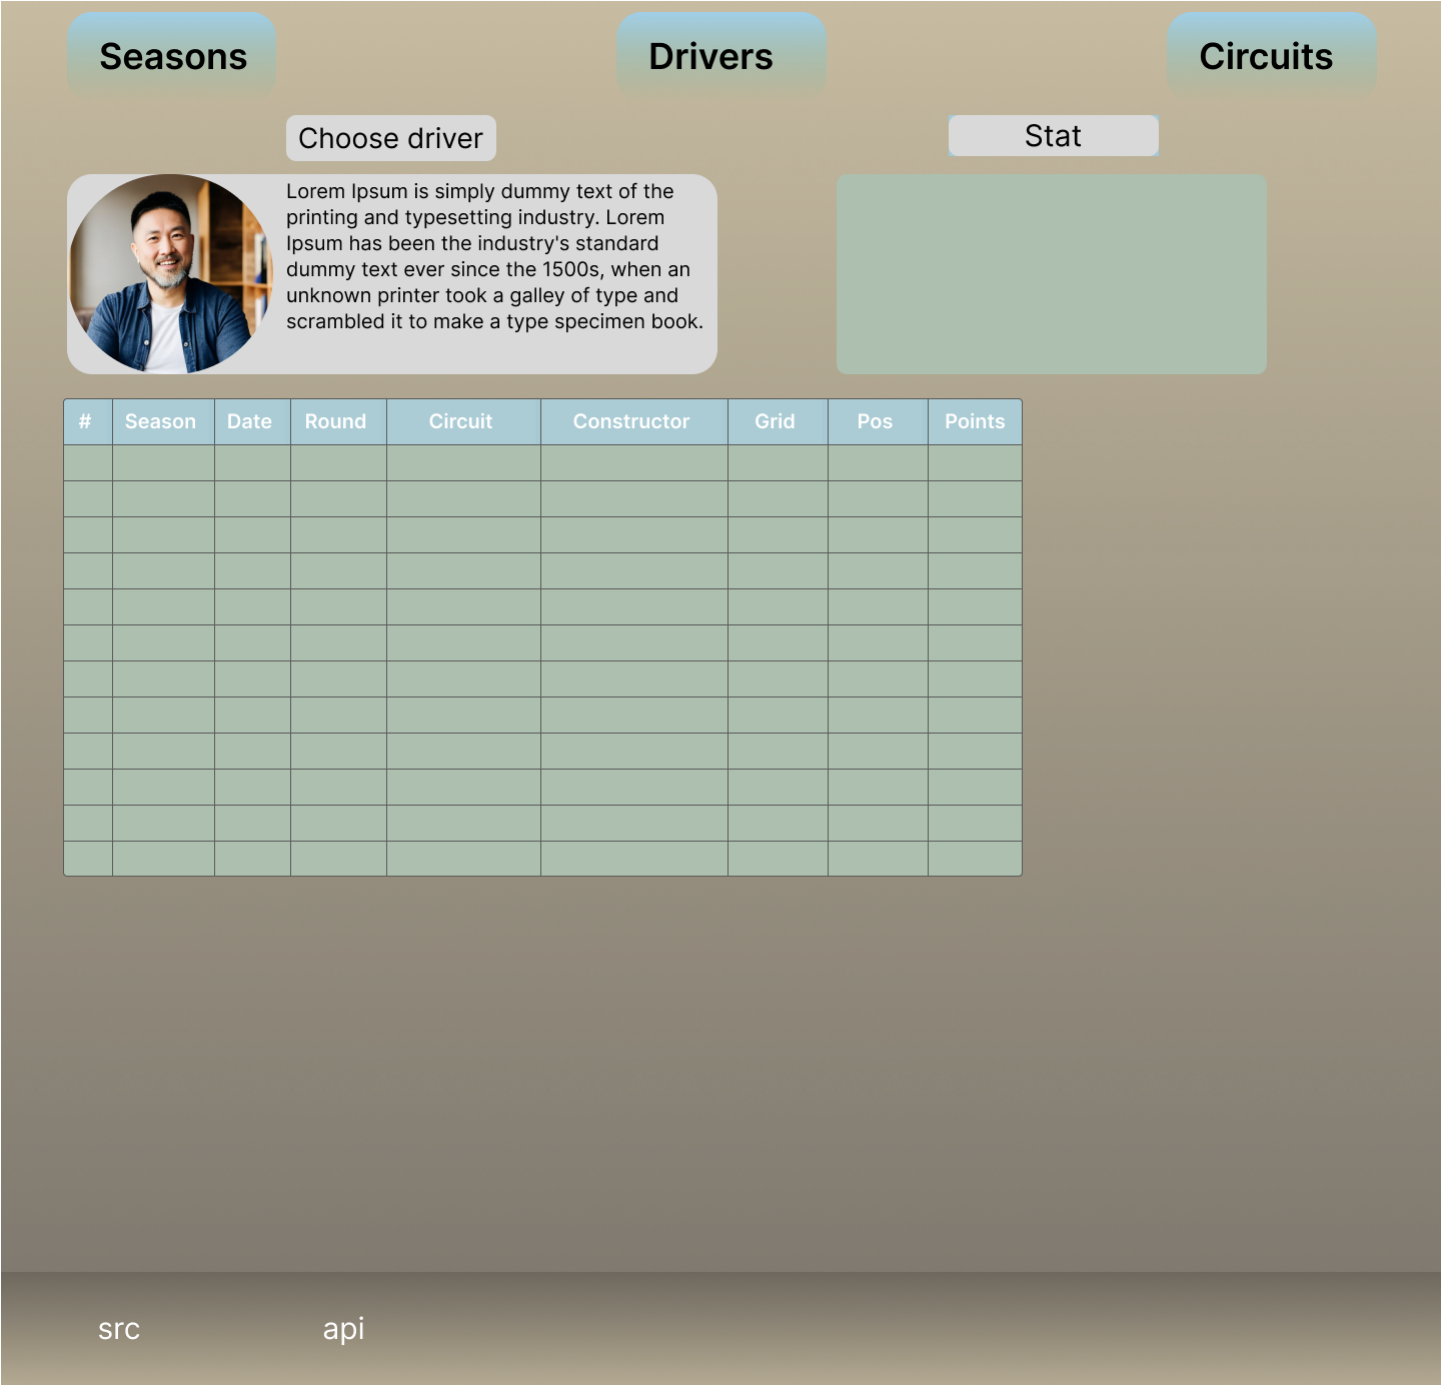 Seasons
Drivers
Circuits
Choose driver
Stat
Lorem Ipsum is simply dummy text of the
printing and typesetting industry. Lorem
Ipsum has been the industry's standard
dummy text ever since the 1500s, when an
unknown printer took a galley of type and
scrambled it to make a type specimen book.
# Season Date Round Circuit Constructor Grid Pos Points
src
api